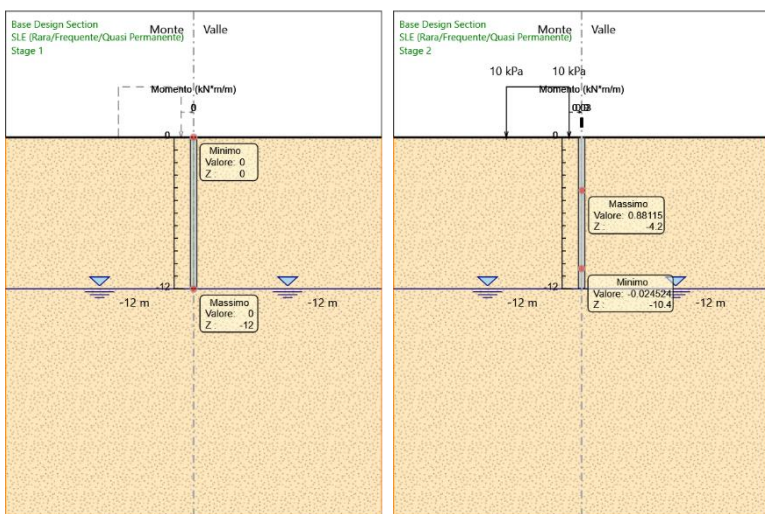 Base Design Section
SLE (Rara/Frequente/Quasi Permanente)
Stage 1
Monte
Valle
Momento (kN*m/m)
0
0
Minimo
Valore: 0
Z : 0
-12
-12 m
-12 m
Massimo
Valore: 0
Z : -12
Base Design Section
SLE (Rara/Frequente/Quasi Permanente)
Stage 2
Monte
Valle
10 kPa
10 kPa
Momento (kN*m/m)
0
Massimo
Valore: 0.88115
Z : -4.2
Minimo
Valore: -0.024524
Z : -10.4
-12
-12 m
-12 m